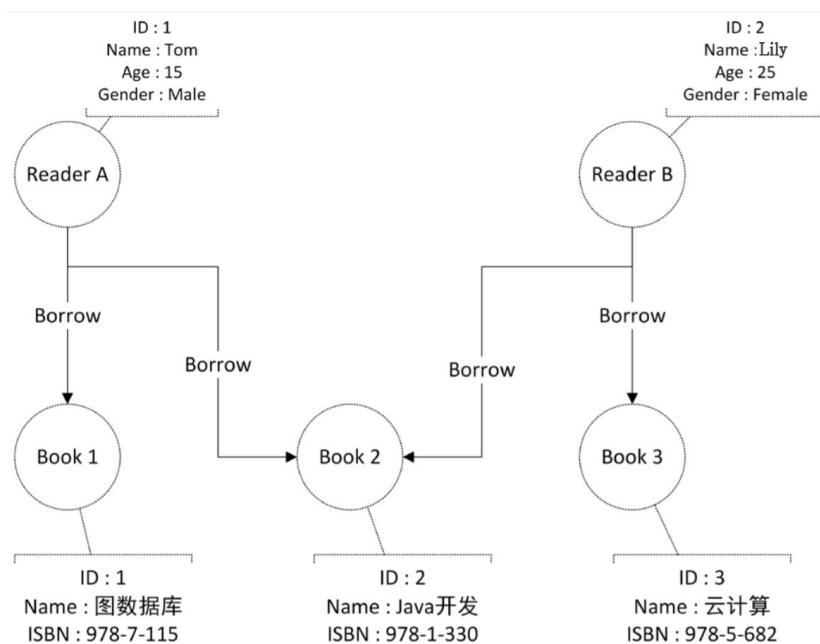 ID : 1
Name : Tom
Age : 15
Gender : Male
ID : 2
Name :Lily
Age : 25
Gender : Female
Reader A
Reader B
Borrow
Borrow
Borrow
Borrow
Book 1
Book 2
Book 3
ID : 1
Name : 图数据库
ISBN : 978-7-115
ID : 2
Name : Java开发
ISBN : 978-1-330
ID : 3
Name : 云计算
ISBN : 978-5-682